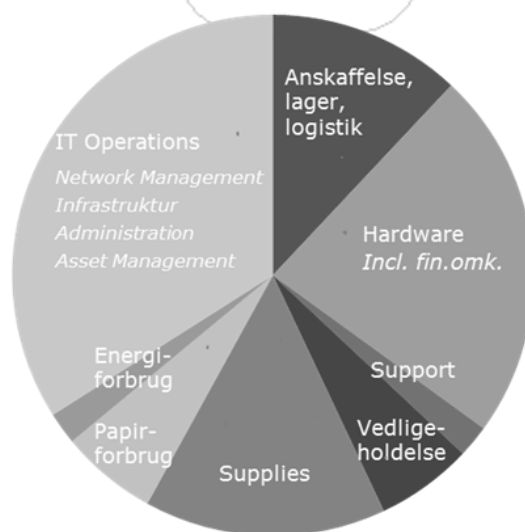 Anskaffelse,
lager,
logistik
IT Operations
Network Management
Infrastruktur
Administration
Asset Management
Hardware
Incl. fin.omk.
Energi-
forbrug
Support
Papir-
forbrug
Vedlige-
holdelse
Supplies